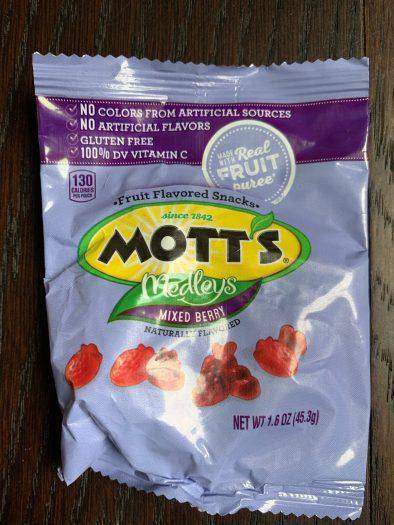 NO COLORS FROM ARTIFICIAL SOURCES
NO ARTIFICIAL FLAVORS
GLUTEN FREE
100% DV VITAMIN C
MADE WITH Real
FRUIT
puree*
130
CALORIES
PER POUCH
•Fruit Flavored Snacks•
since 1842
MOTT'S®
Medleys
MIXED BERRY
NATURALLY FLAVORED
NET WT 1.6 OZ (45.3g)